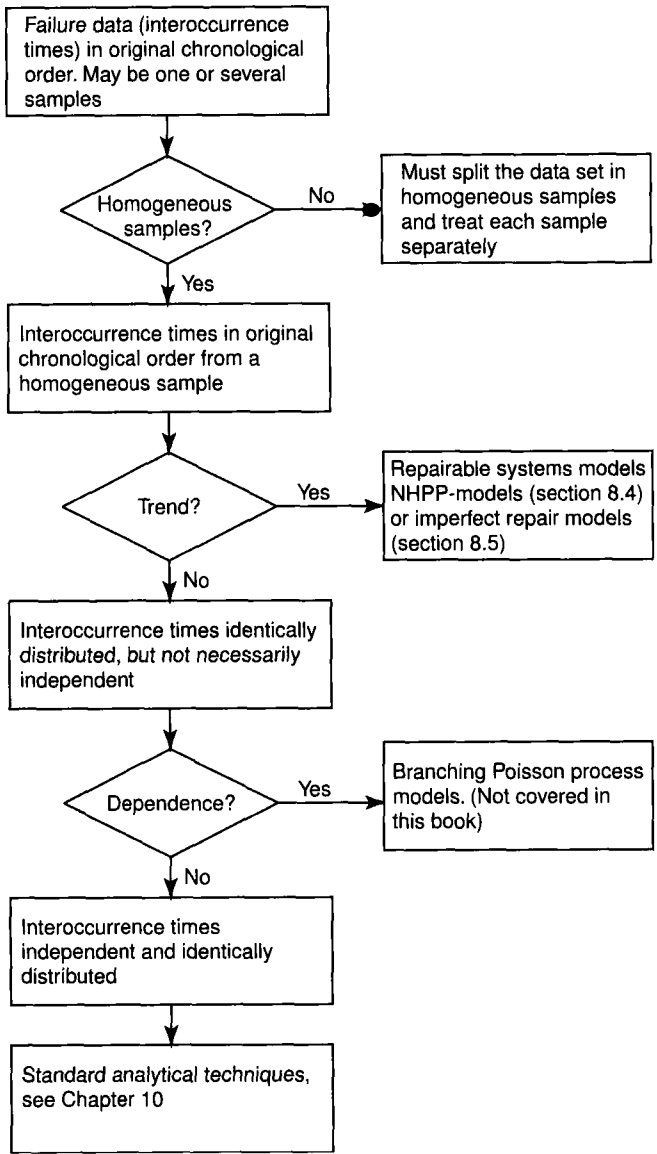 Failure data (interoccurrence
times) in original chronological
order. May be one or several
samples
Homogeneous
samples?
No
Must split the data set in
homogeneous samples
and treat each sample
separately
Yes
Interoccurrence times in original
chronological order from a
homogeneous sample
Trend?
Yes
Repairable systems models
NHPP-models (section 8.4)
or imperfect repair models
(section 8.5)
No
Interoccurrence times identically
distributed, but not necessarily
independent
Dependence?
Yes
Branching Poisson process
models. (Not covered in
this book)
No
Interoccurrence times
independent and identically
distributed
Standard analytical techniques,
see Chapter 10